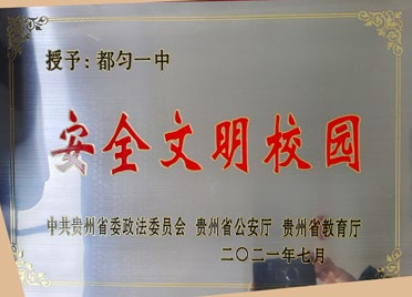 授予：都匀一中
安全文明校园
中共贵州省委政法委员会 贵州省公安厅 贵州省教育厅
二〇二一年七月